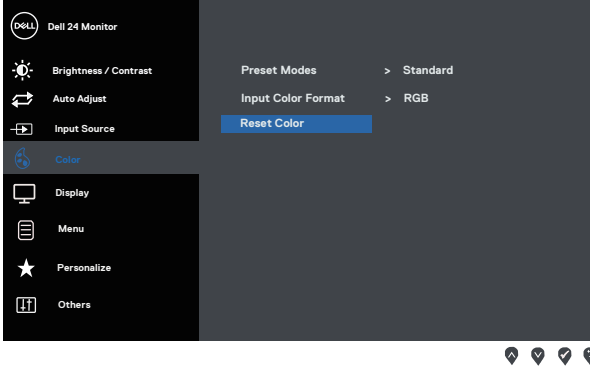 DELL Dell 24 Monitor
Brightness / Contrast
Auto Adjust
Input Source
Color
Display
Menu
Personalize
Others
Preset Modes > Standard
Input Color Format > RGB
Reset Color